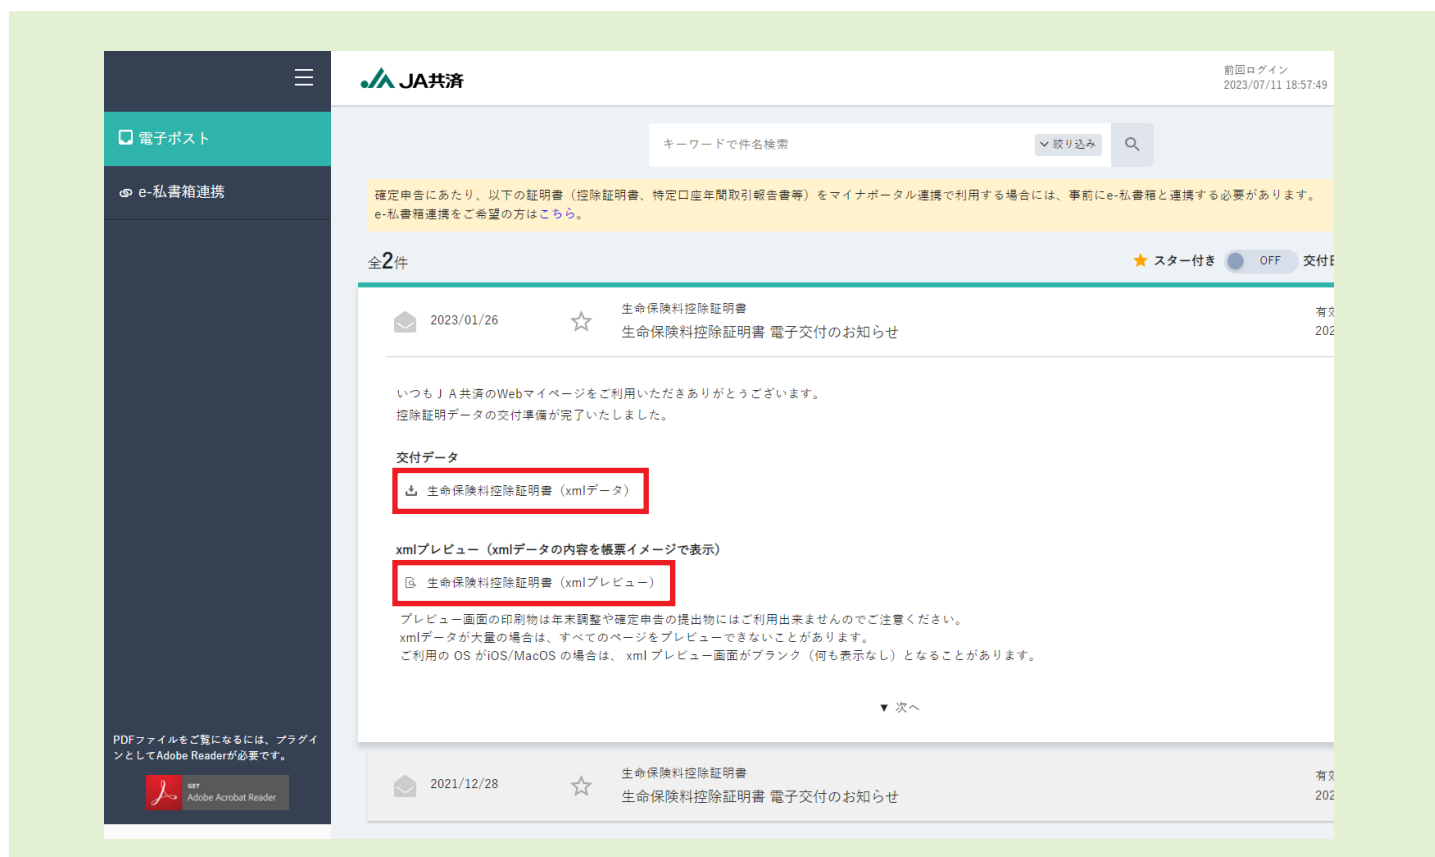 JA共済
前回ログイン
2023/07/11 18:57:49
電子ポスト
e-私書箱連携
キーワードで件名検索
絞り込み
確定申告にあたり、以下の証明書（控除証明書、特定口座年間取引報告書等）をマイナポータル連携で利用する場合には、事前にe-私書箱と連携する必要があります。
e-私書箱連携をご希望の方はこちら。
全2件
★ スター付き OFF 交付
2023/01/26
生命保険料控除証明書
生命保険料控除証明書 電子交付のお知らせ
有
202
いつもＪＡ共済のWebマイページをご利用いただきありがとうございます。
控除証明データの交付準備が完了いたしました。
交付データ
生命保険料控除証明書（xmlデータ）
xmlプレビュー（xmlデータの内容を帳票イメージで表示）
生命保険料控除証明書（xmlプレビュー）
プレビュー画面の印刷物は年末調整や確定申告の提出物にはご利用出来ませんのでご注意ください。
xmlデータが大量の場合は、すべてのページをプレビューできないことがあります。
ご利用の OS がiOS/MacOS の場合は、 xml プレビュー画面がブランク（何も表示なし）となることがあります。
▼ 次へ
2021/12/28
生命保険料控除証明書
生命保険料控除証明書 電子交付のお知らせ
有
202
PDFファイルをご覧になるには、プラグイ
ンとしてAdobe Readerが必要です。
GET
Adobe Acrobat Reader